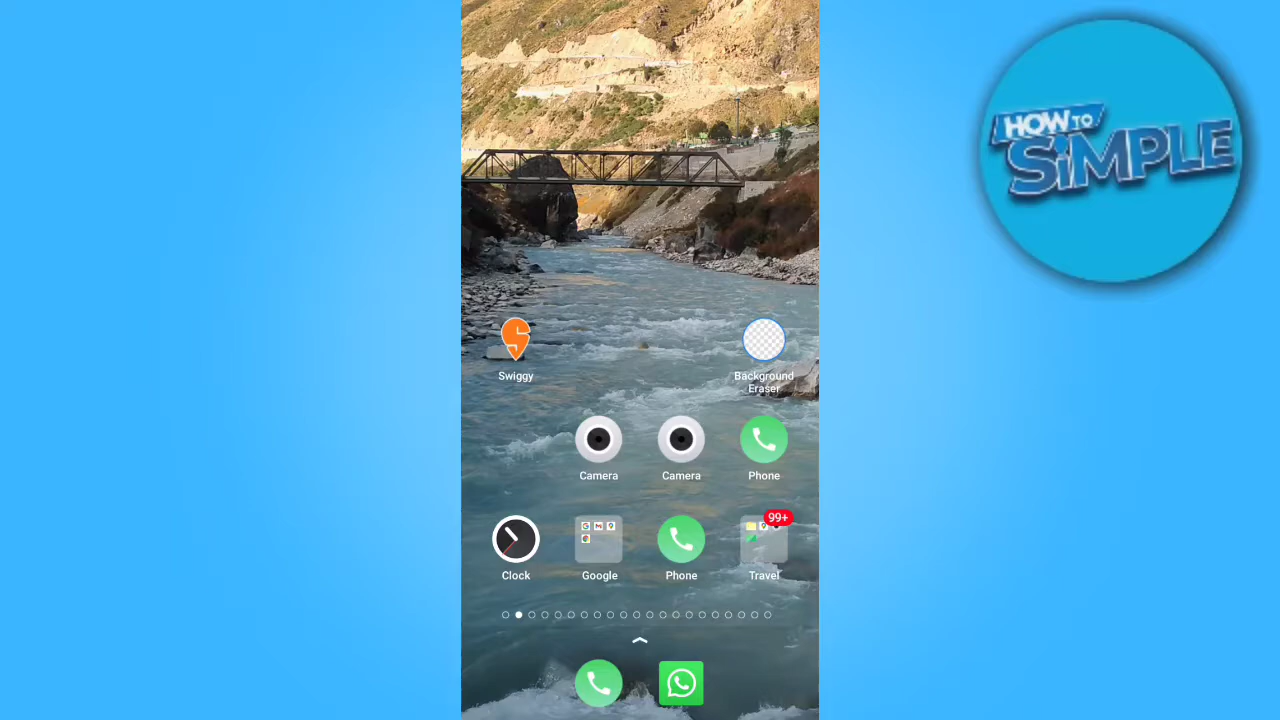 HOW TO
SiMPLE
Swiggy
Background
Eraser
Camera
Camera
Phone
99+
Clock
Google
Phone
Travel